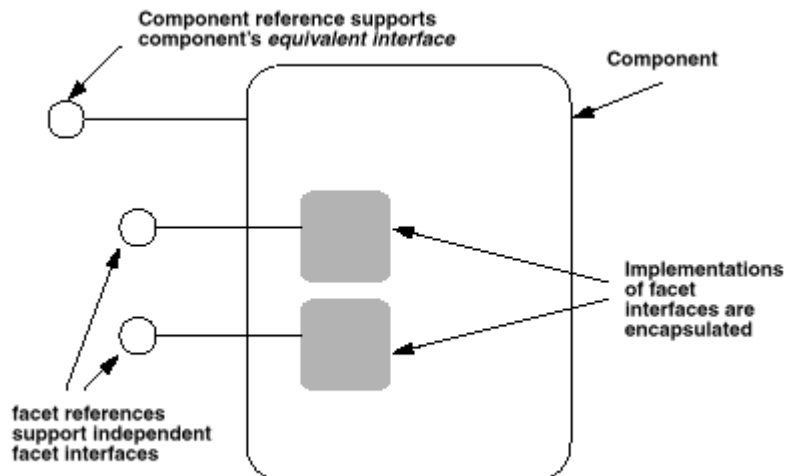 Component reference supports
component's equivalent interface
Component
Implementations
of facet
interfaces are
encapsulated
facet references
support independent
facet interfaces